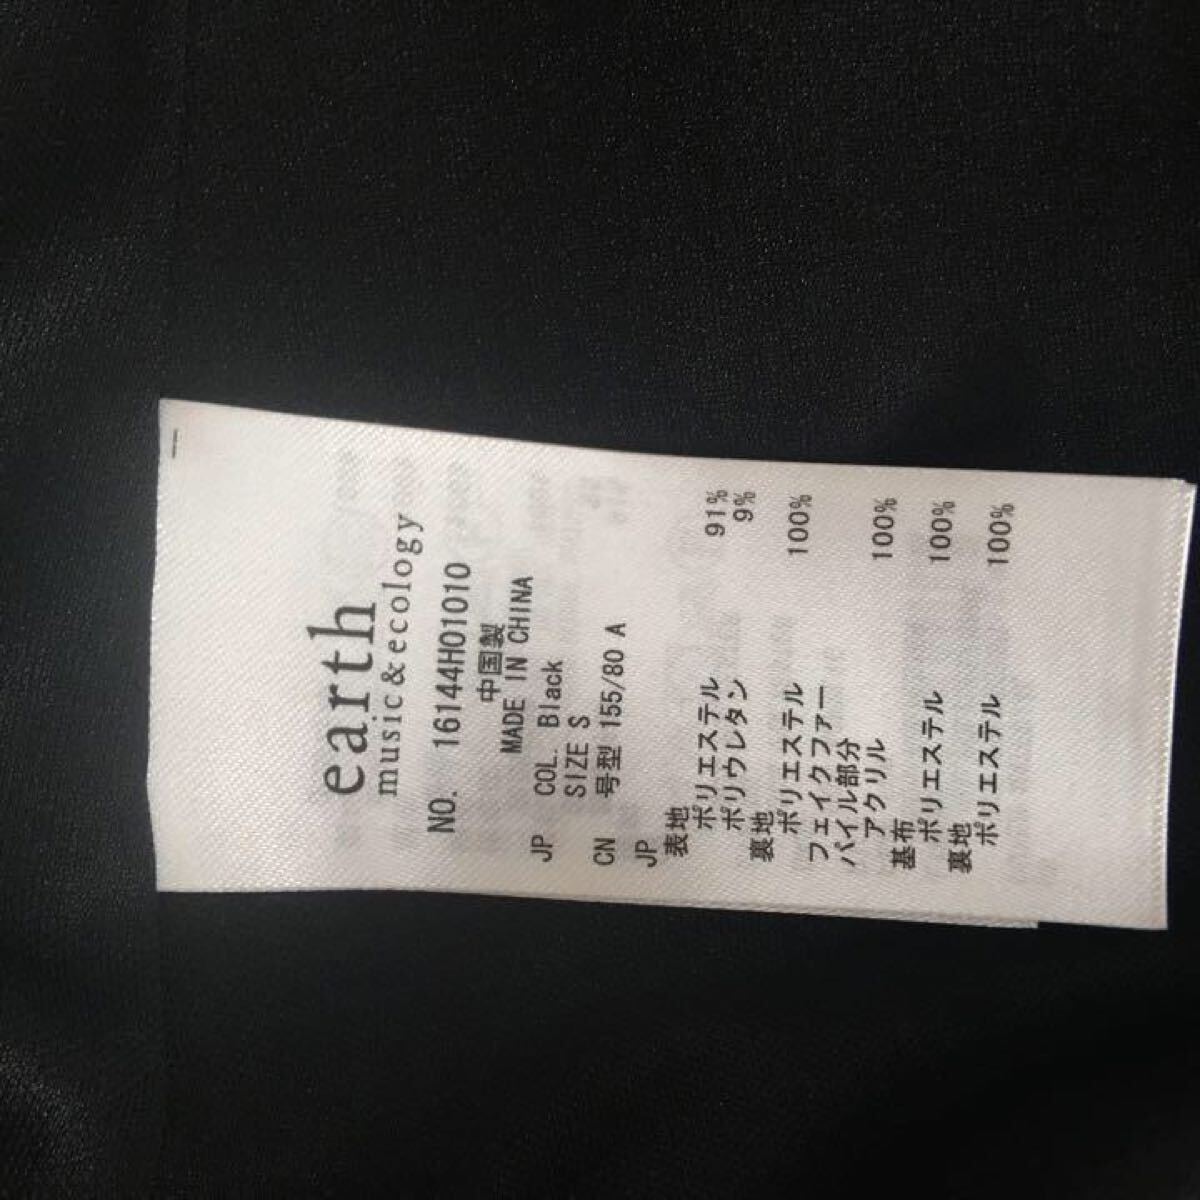 earth
music&ecology
NO. 16144H01010
中国製
MADE IN CHINA
JP COL. Black
SIZE S
CN 号型 155/80 A
JP
表地
ポリエステル 91%
ポリウレタン 9%
裏地
ポリエステル 100%
フェイクファー
パイル部分
アクリル 100%
基布
ポリエステル 100%
裏地
ポリエステル 100%